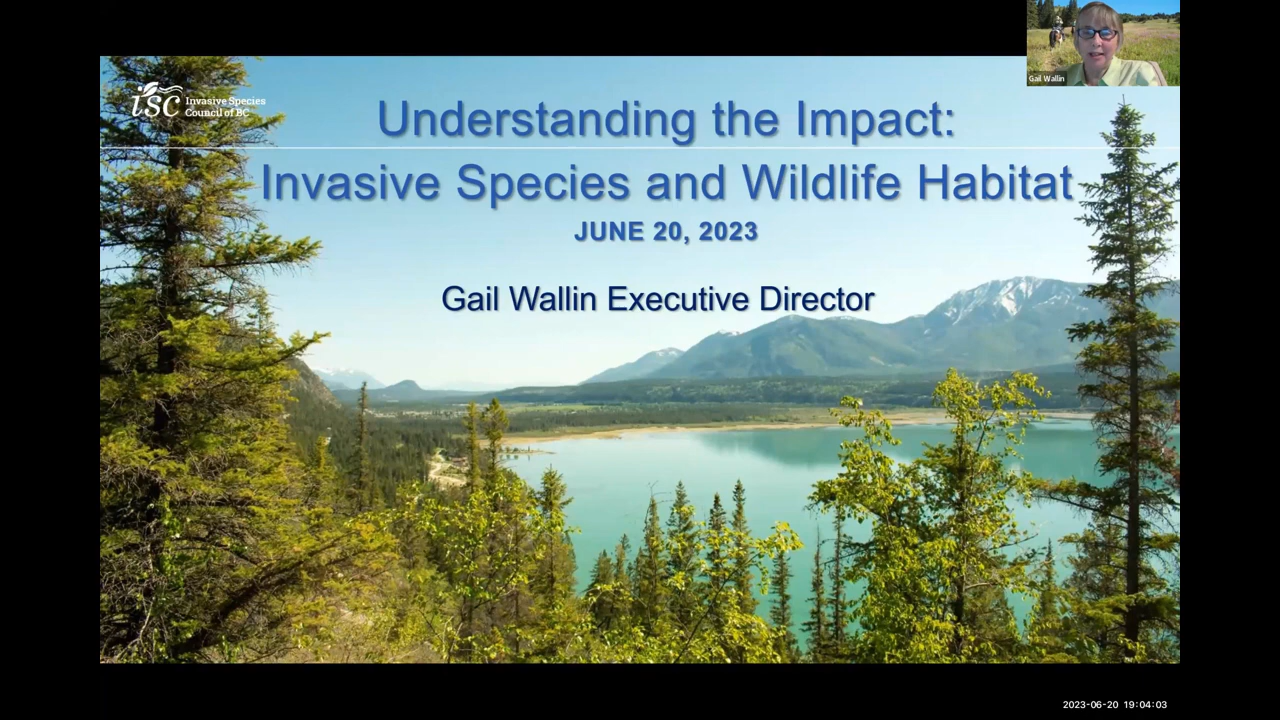 Gail Wallin
isc Invasive Species
Council of BC
Understanding the Impact:
Invasive Species and Wildlife Habitat
JUNE 20, 2023
Gail Wallin Executive Director
2023-06-20 19:04:03